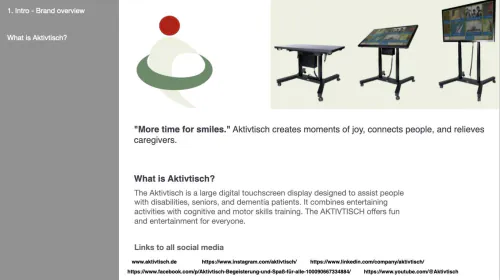 1. Intro - Brand overview
What is Aktivtisch?
"More time for smiles." Aktivtisch creates moments of joy, connects people, and relieves
caregivers.
What is Aktivtisch?
The Aktivtisch is a large digital touchscreen display designed to assist people
with disabilities, seniors, and dementia patients. It combines entertaining
activities with cognitive and motor skills training. The AKTIVTISCH offers fun
and entertainment for everyone.
Links to all social media
www.aktivtisch.de https://www.instagram.com/aktivtisch/ https://www.linkedin.com/company/aktivtisch/
https://www.facebook.com/p/Aktivtisch-Begeisterung-und-Spaß-für-alle-100090667334884/ https://www.youtube.com/@Aktivtisch